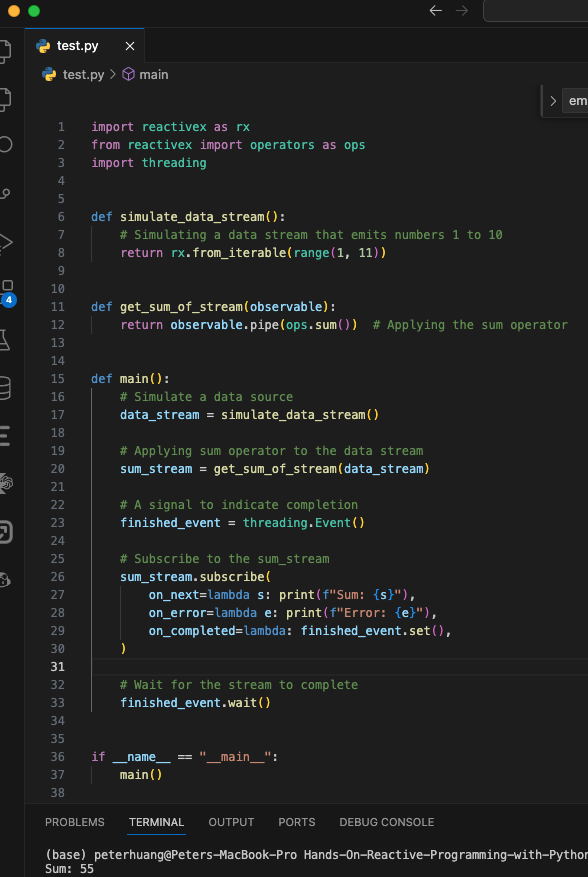 test.py
test.py > main
em
1 import reactivex as rx
2 from reactivex import operators as ops
3 import threading
4
5
6 def simulate_data_stream():
7     # Simulating a data stream that emits numbers 1 to 10
8     return rx.from_iterable(range(1, 11))
9
10
11 def get_sum_of_stream(observable):
12     return observable.pipe(ops.sum())  # Applying the sum operator
13
14
15 def main():
16     # Simulate a data source
17     data_stream = simulate_data_stream()
18
19     # Applying sum operator to the data stream
20     sum_stream = get_sum_of_stream(data_stream)
21
22     # A signal to indicate completion
23     finished_event = threading.Event()
24
25     # Subscribe to the sum_stream
26     sum_stream.subscribe(
27         on_next=lambda s: print(f"Sum: {s}"),
28         on_error=lambda e: print(f"Error: {e}"),
29         on_completed=lambda: finished_event.set(),
30     )
31
32     # Wait for the stream to complete
33     finished_event.wait()
34
35
36 if __name__ == "__main__":
37     main()
38
4
PROBLEMS TERMINAL OUTPUT PORTS DEBUG CONSOLE
(base) peterhuang@Peters-MacBook-Pro Hands-On-Reactive-Programming-with-Python
Sum: 55